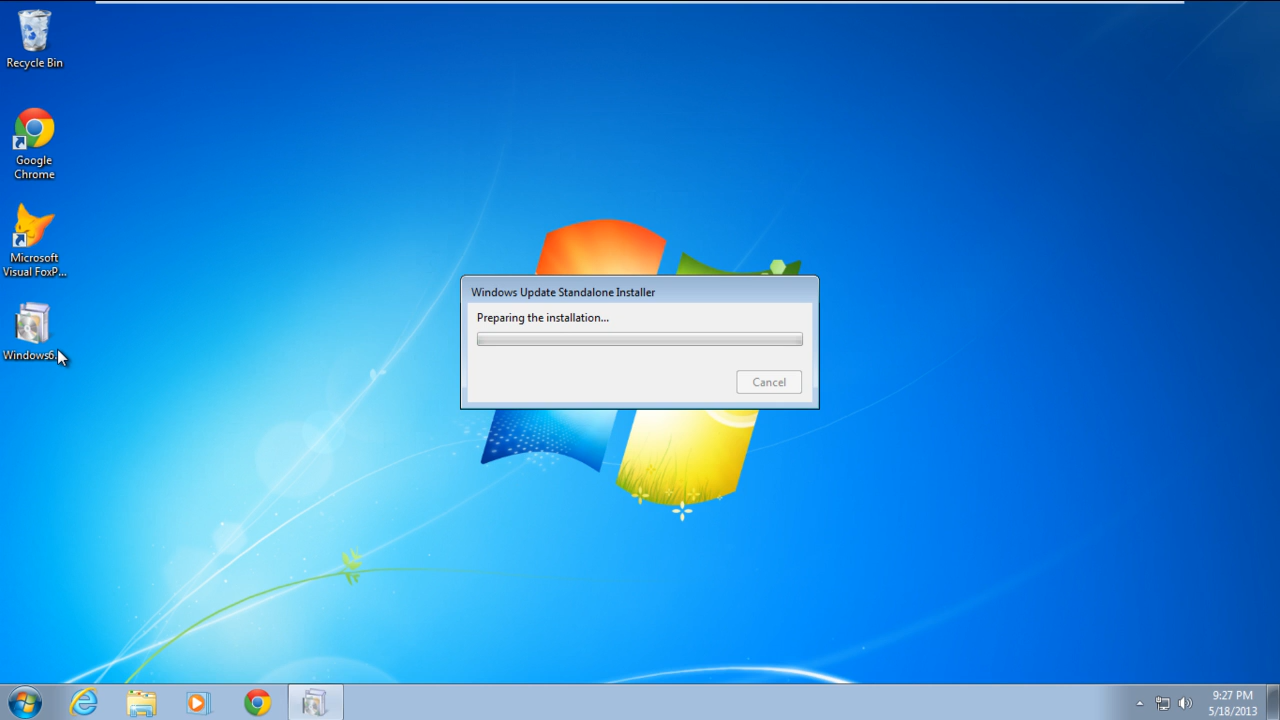 Recycle Bin
Google
Chrome
Microsoft
Visual FoxP...
Windows6.
Windows Update Standalone Installer
Preparing the installation...
Cancel
9:27 PM
5/18/2013